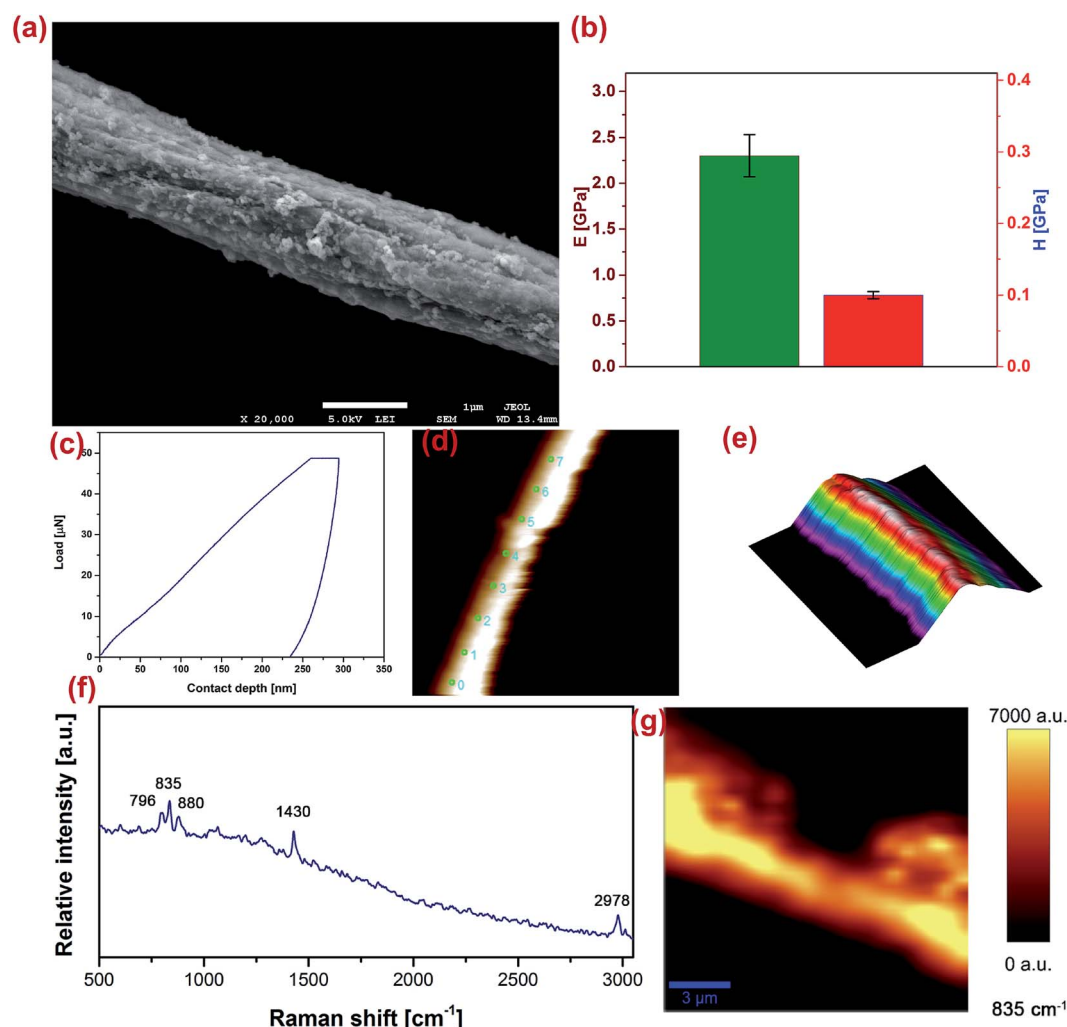 (a)
X 20,000 5.0kV LEI 1μm JEOL SEM WD 13.4mm
(b)
E [GPa]
3.0
2.5
2.0
1.5
1.0
0.5
0.0
H [GPa]
0.4
0.3
0.2
0.1
0.0
(c)
Load [μN]
50
40
30
20
10
0
0 50 100 150 200 250 300 350
Contact depth [nm]
(d)
7
6
5
4
3
2
1
0
(e)
(f)
Relative intensity [a.u.]
796
835
880
1430
2978
500 1000 1500 2000 2500 3000
Raman shift [cm⁻¹]
(g)
3 μm
7000 a.u.
0 a.u.
835 cm⁻¹